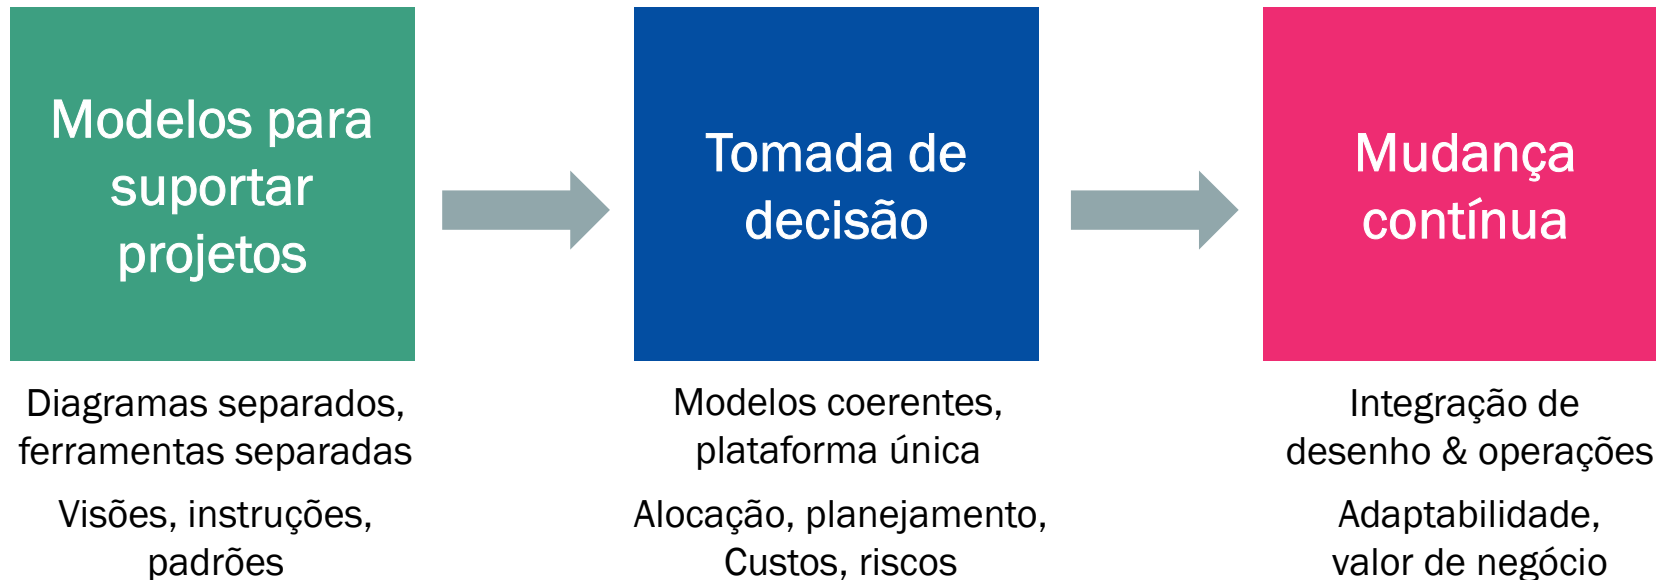 Modelos para
suportar
projetos
Tomada de
decisão
Mudança
contínua
Diagramas separados,
ferramentas separadas
Visões, instruções,
padrões
Modelos coerentes,
plataforma única
Alocação, planejamento,
Custos, riscos
Integração de
desenho & operações
Adaptabilidade,
valor de negócio